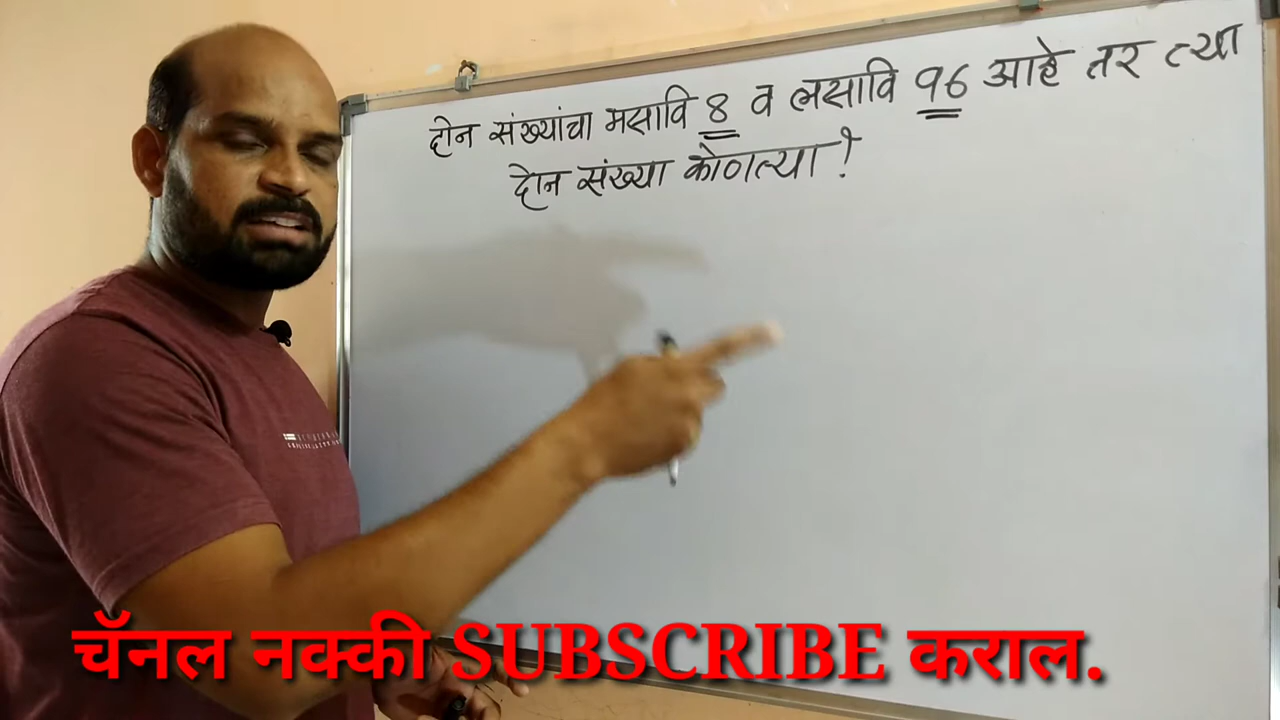 दोन संख्यांचा मसावि 8 व लसावि 96 आहे तर त्या
दोन संख्या कोणत्या ?
चॅनल नक्की SUBSCRIBE कराल.